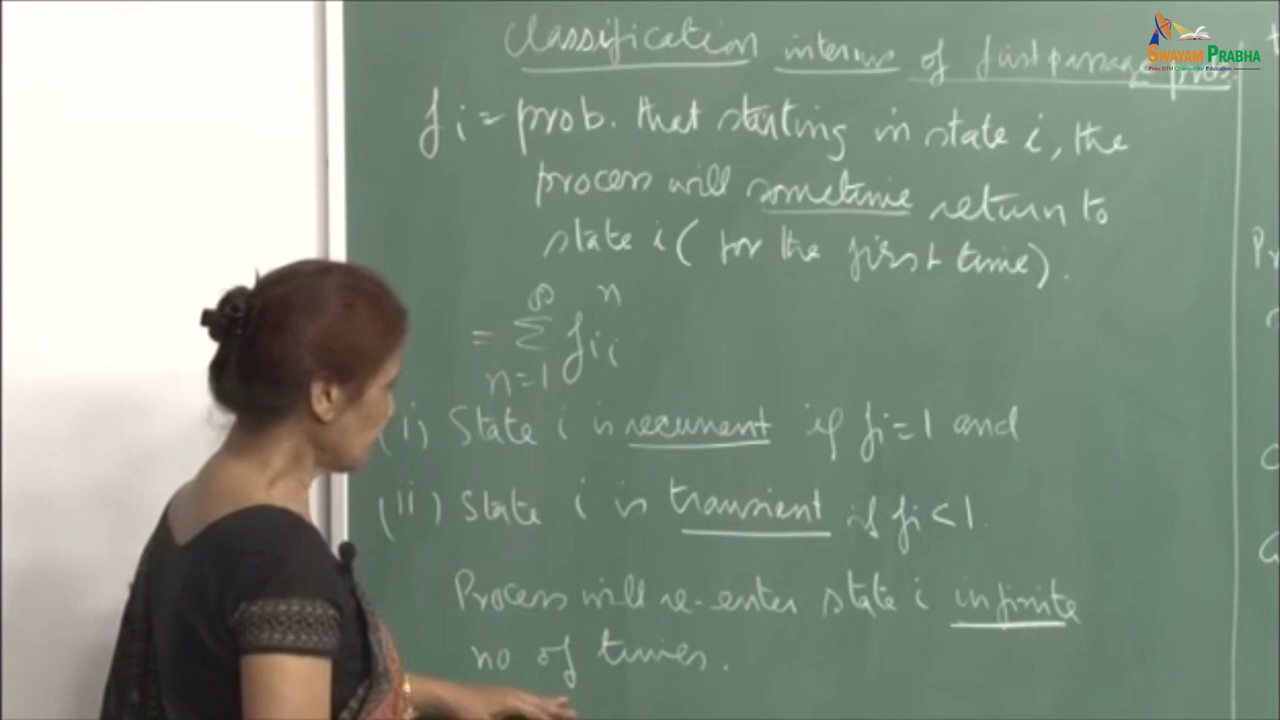 Classification interms of first passage
SWAYAM PRABHA
fi = prob. that starting in state i, the
process will sometime return to
state i ( for the first time).
= ∞ Σ n=1 f_ii^n
(i) State i is recurrent if fi = 1 and
(ii) State i is transient if fi < 1.
Process will re-enter state i infinite
no of times.